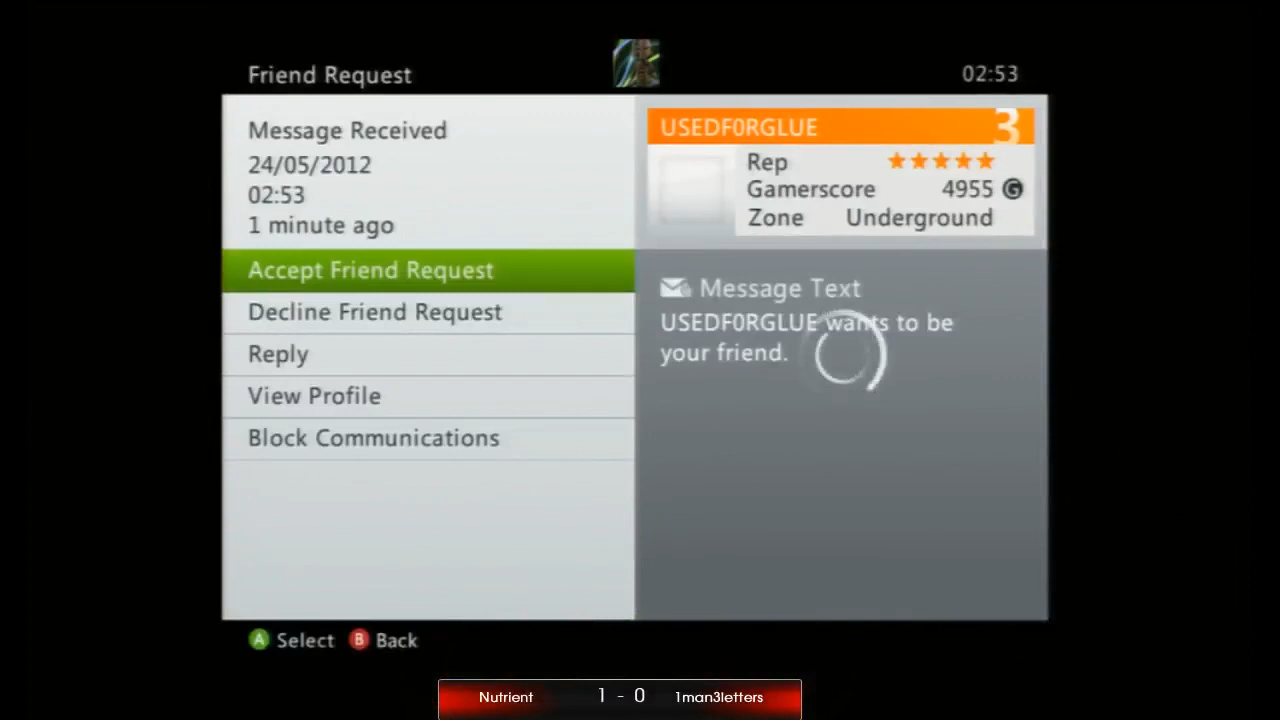 Friend Request
02:53
Message Received
24/05/2012
02:53
1 minute ago
Accept Friend Request
Decline Friend Request
Reply
View Profile
Block Communications
USEDF0RGLUE 3
Rep
Gamerscore 4955 G
Zone Underground
Message Text
USEDF0RGLUE wants to be
your friend.
A Select B Back
Nutrient 1 - 0 1man3letters